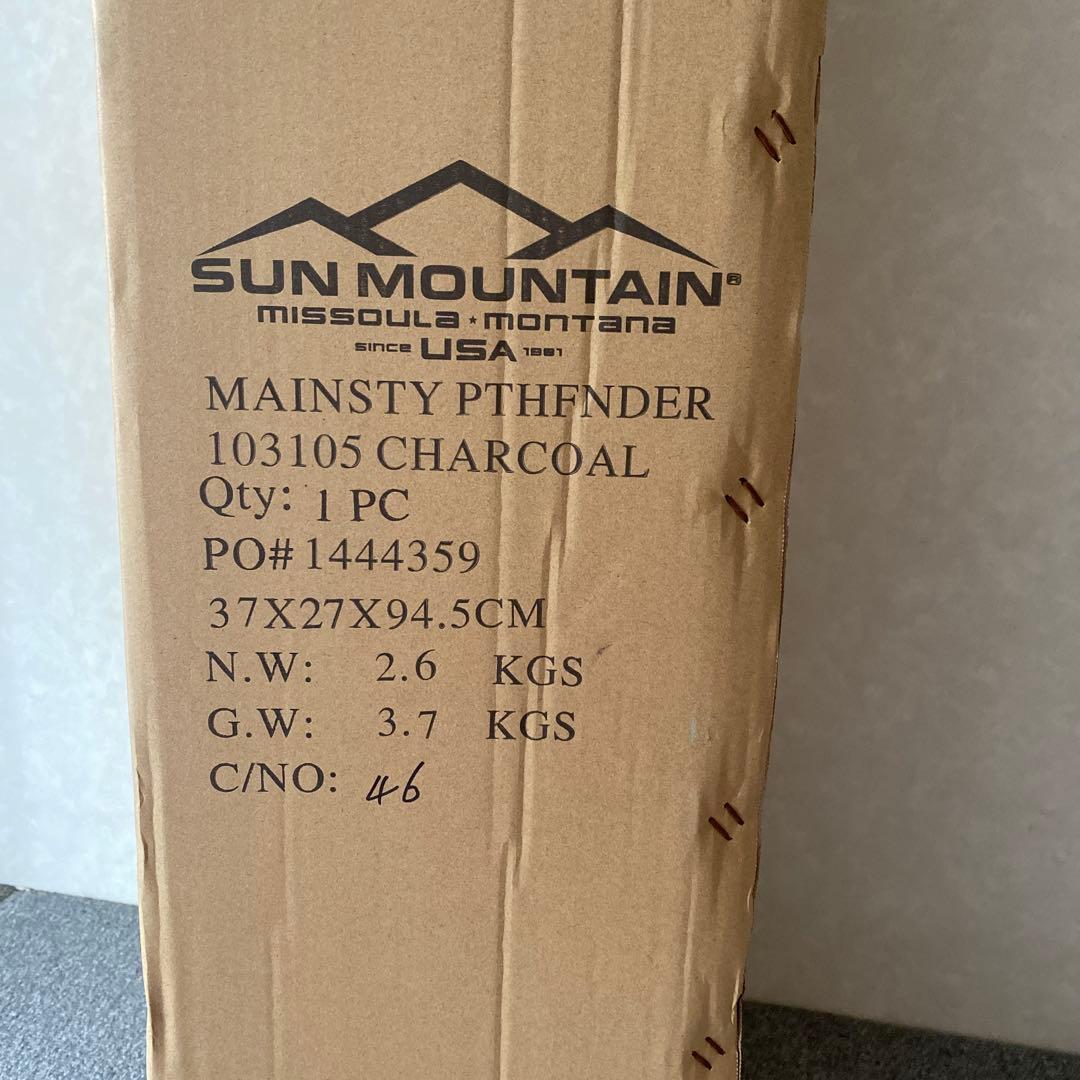 SUN MOUNTAIN®
MISSOULA ★ MONTANA
SINCE USA 1981
MAINSTY PTHFNDER
103105 CHARCOAL
Qty: 1 PC
PO# 1444359
37X27X94.5CM
N.W: 2.6 KGS
G.W: 3.7 KGS
C/NO: 46